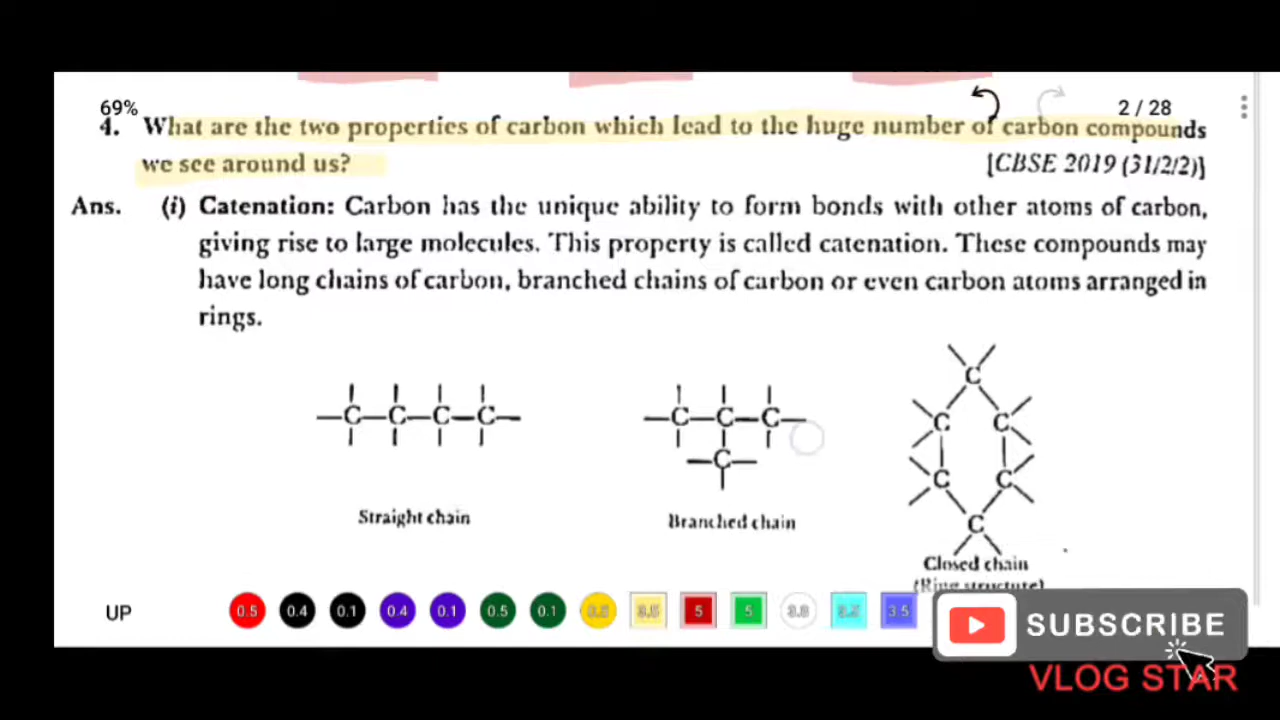 69%
2 / 28
4. What are the two properties of carbon which lead to the huge number of carbon compounds
we see around us?
[CBSE 2019 (31/2/2)]
Ans. (i) Catenation: Carbon has the unique ability to form bonds with other atoms of carbon,
giving rise to large molecules. This property is called catenation. These compounds may
have long chains of carbon, branched chains of carbon or even carbon atoms arranged in
rings.
C
C C C C
C C C
C C
C
C C
C
Straight chain
Branched chain
Closed chain
(Ring structure)
UP
0.5 0.4 0.1 0.4 0.1 0.5 0.1 5 5 3.5
SUBSCRIBE
VLOG STAR